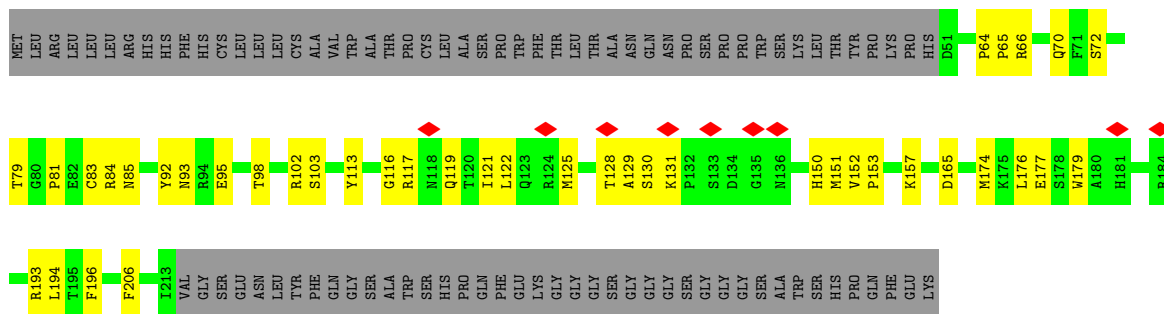 MET LEU ARG LEU LEU LEU ARG HIS HIS PHE HIS CYS LEU LEU LEU CYS ALA VAL TRP ALA THR PRO CYS LEU ALA SER PRO TRP PHE THR LEU THR ALA ASN GLN ASN PRO SER PRO PRO TRP SER LYS LEU THR TYR PRO LYS PRO HIS D51 P64 P65 R66 Q70 F71 S72
T79 G80 P81 E82 C83 R84 N85 Y92 N93 R94 E95 T98 R102 S103 Y113 G116 R117 N118 Q119 T120 I121 L122 Q123 R124 M125 T128 A129 S130 K131 P132 S133 D134 G135 N136 H150 M151 V152 P153 K157 D165 M174 K175 L176 E177 S178 W179 A180 H181 R184
R193 L194 T195 F196 F206 I213 VAL GLY SER GLU ASN LEU TYR PHE GLN GLY SER ALA TRP SER HIS PRO GLN PHE GLU LYS GLY GLY GLY SER GLY GLY GLY GLY SER GLY GLY GLY SER ALA TRP SER HIS PRO GLN PHE GLU LYS